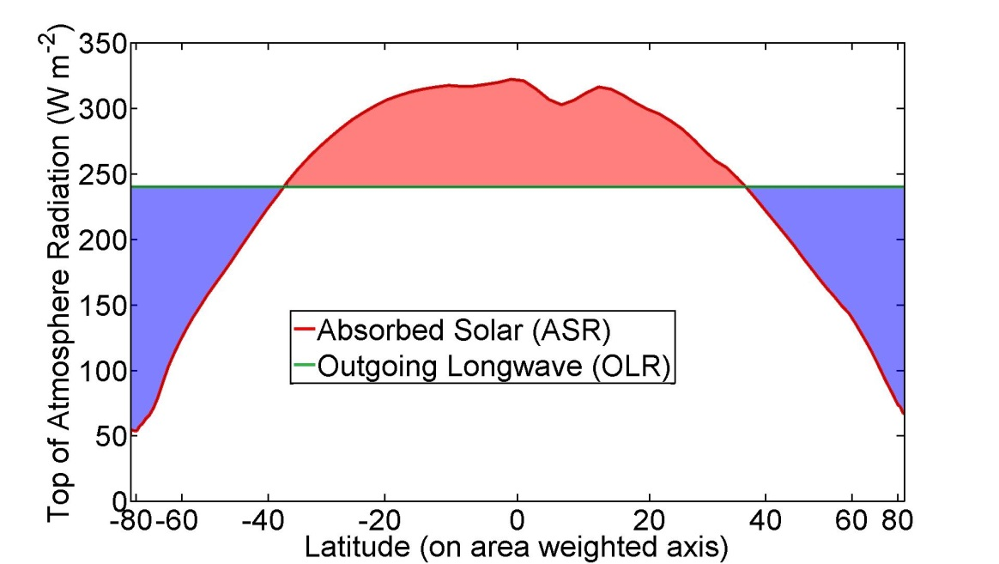 Top of Atmosphere Radiation (W m-2)
350
300
250
200
150
100
50
0
Absorbed Solar (ASR)
Outgoing Longwave (OLR)
-80 -60 -40 -20 0 20 40 60 80
Latitude (on area weighted axis)